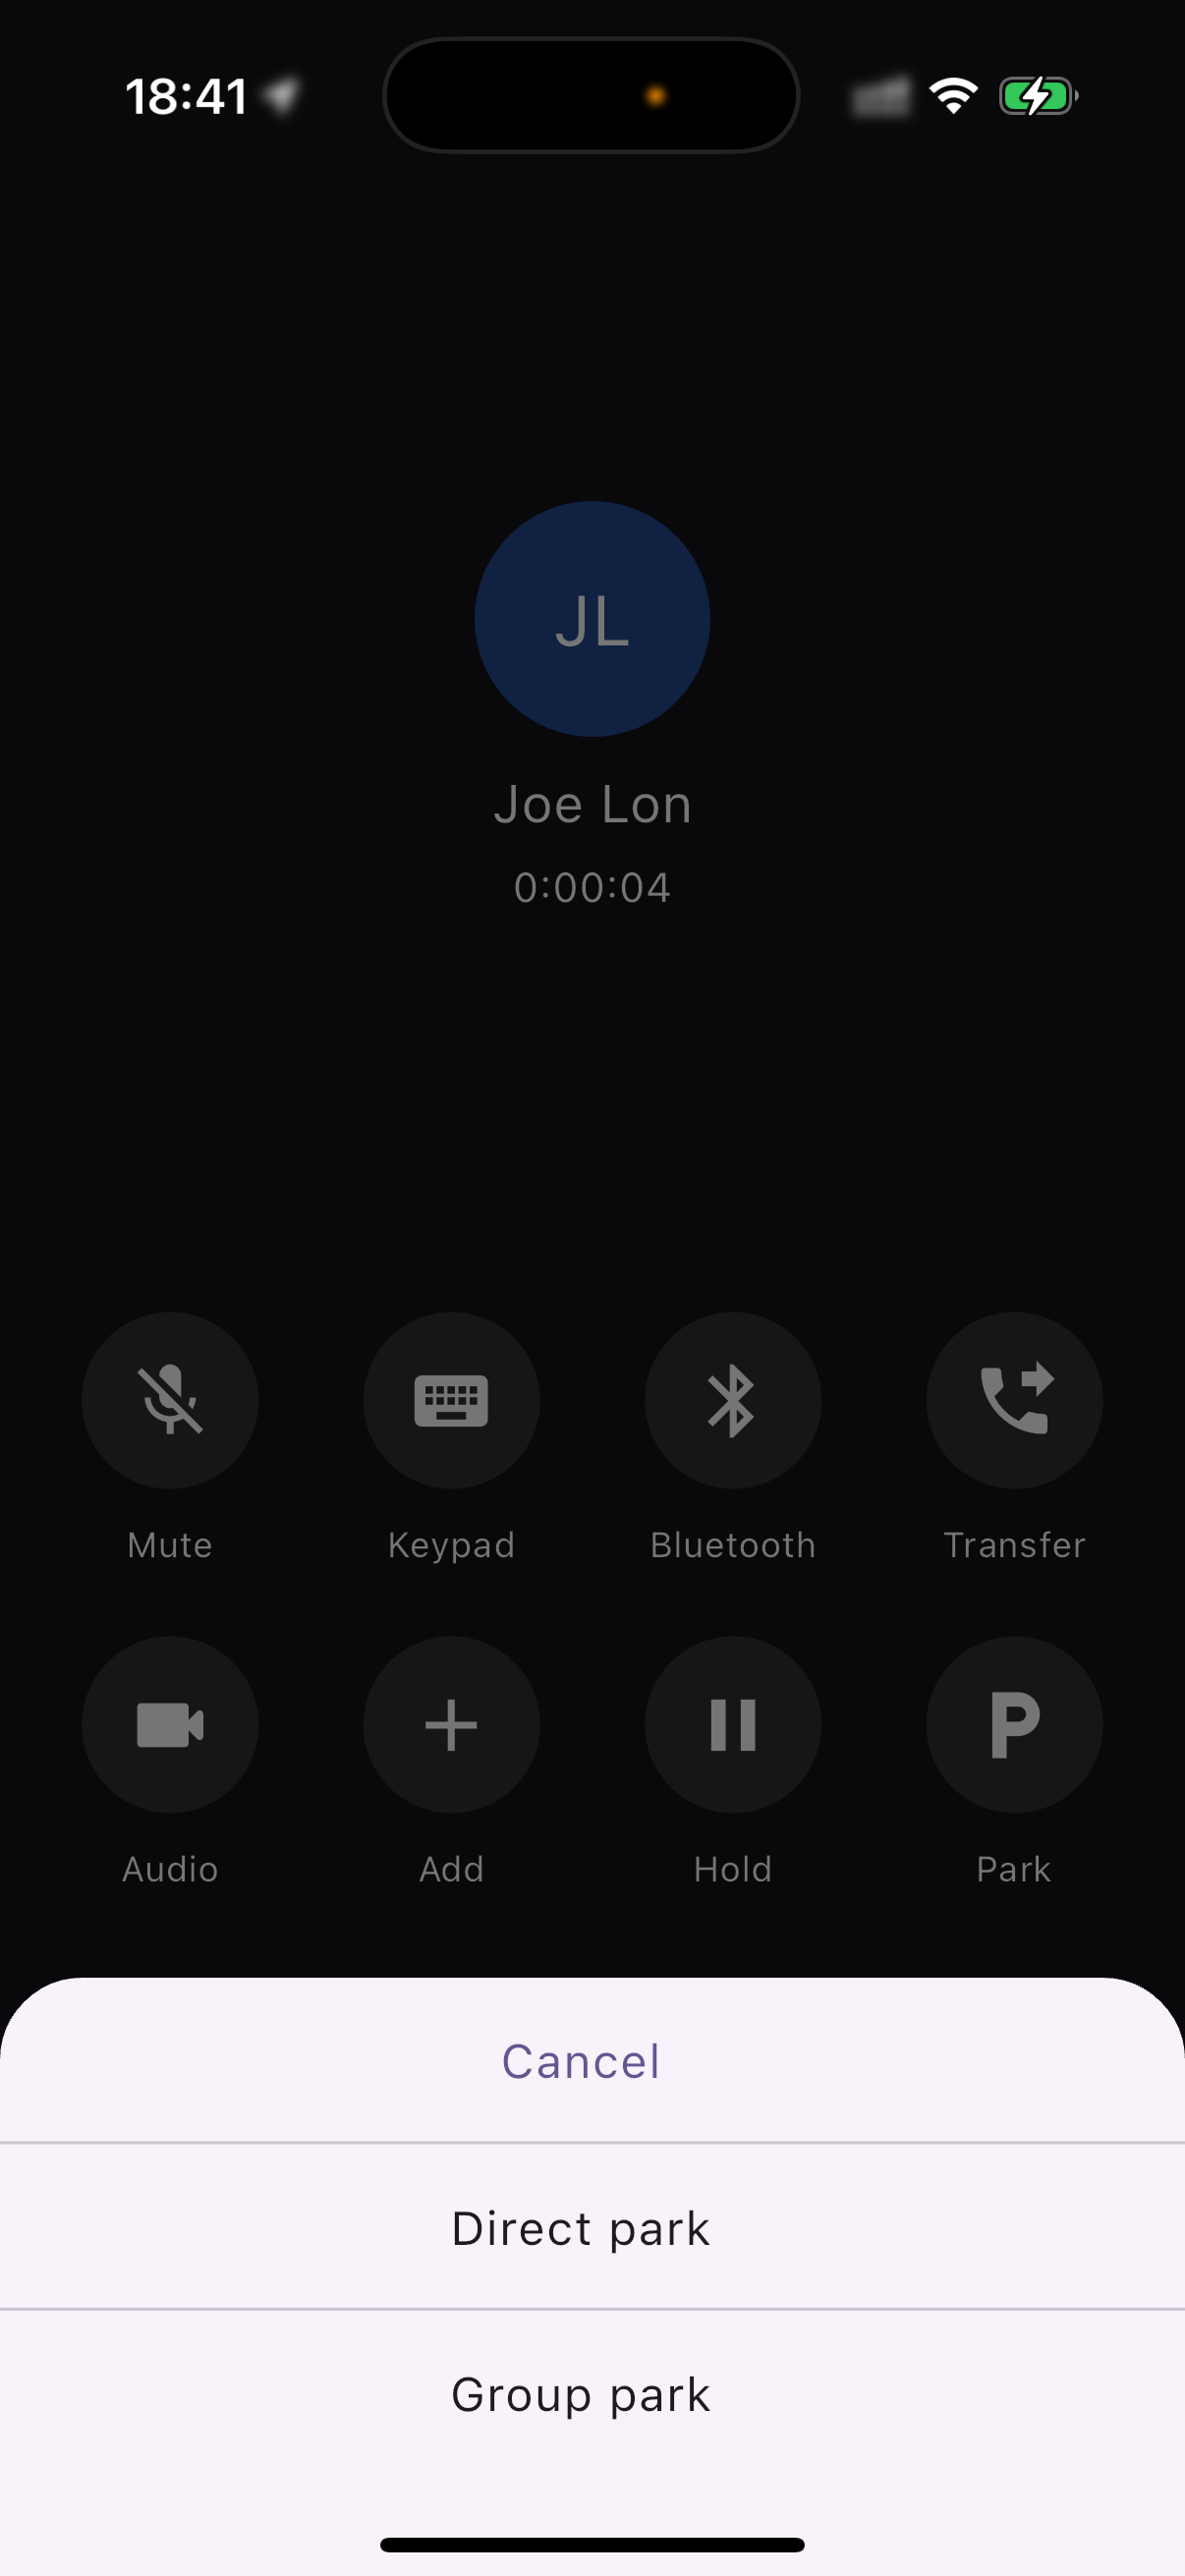 18:41
JL
Joe Lon
0:00:04
Mute Keypad Bluetooth Transfer
P
Audio Add Hold Park
Cancel
Direct park
Group park